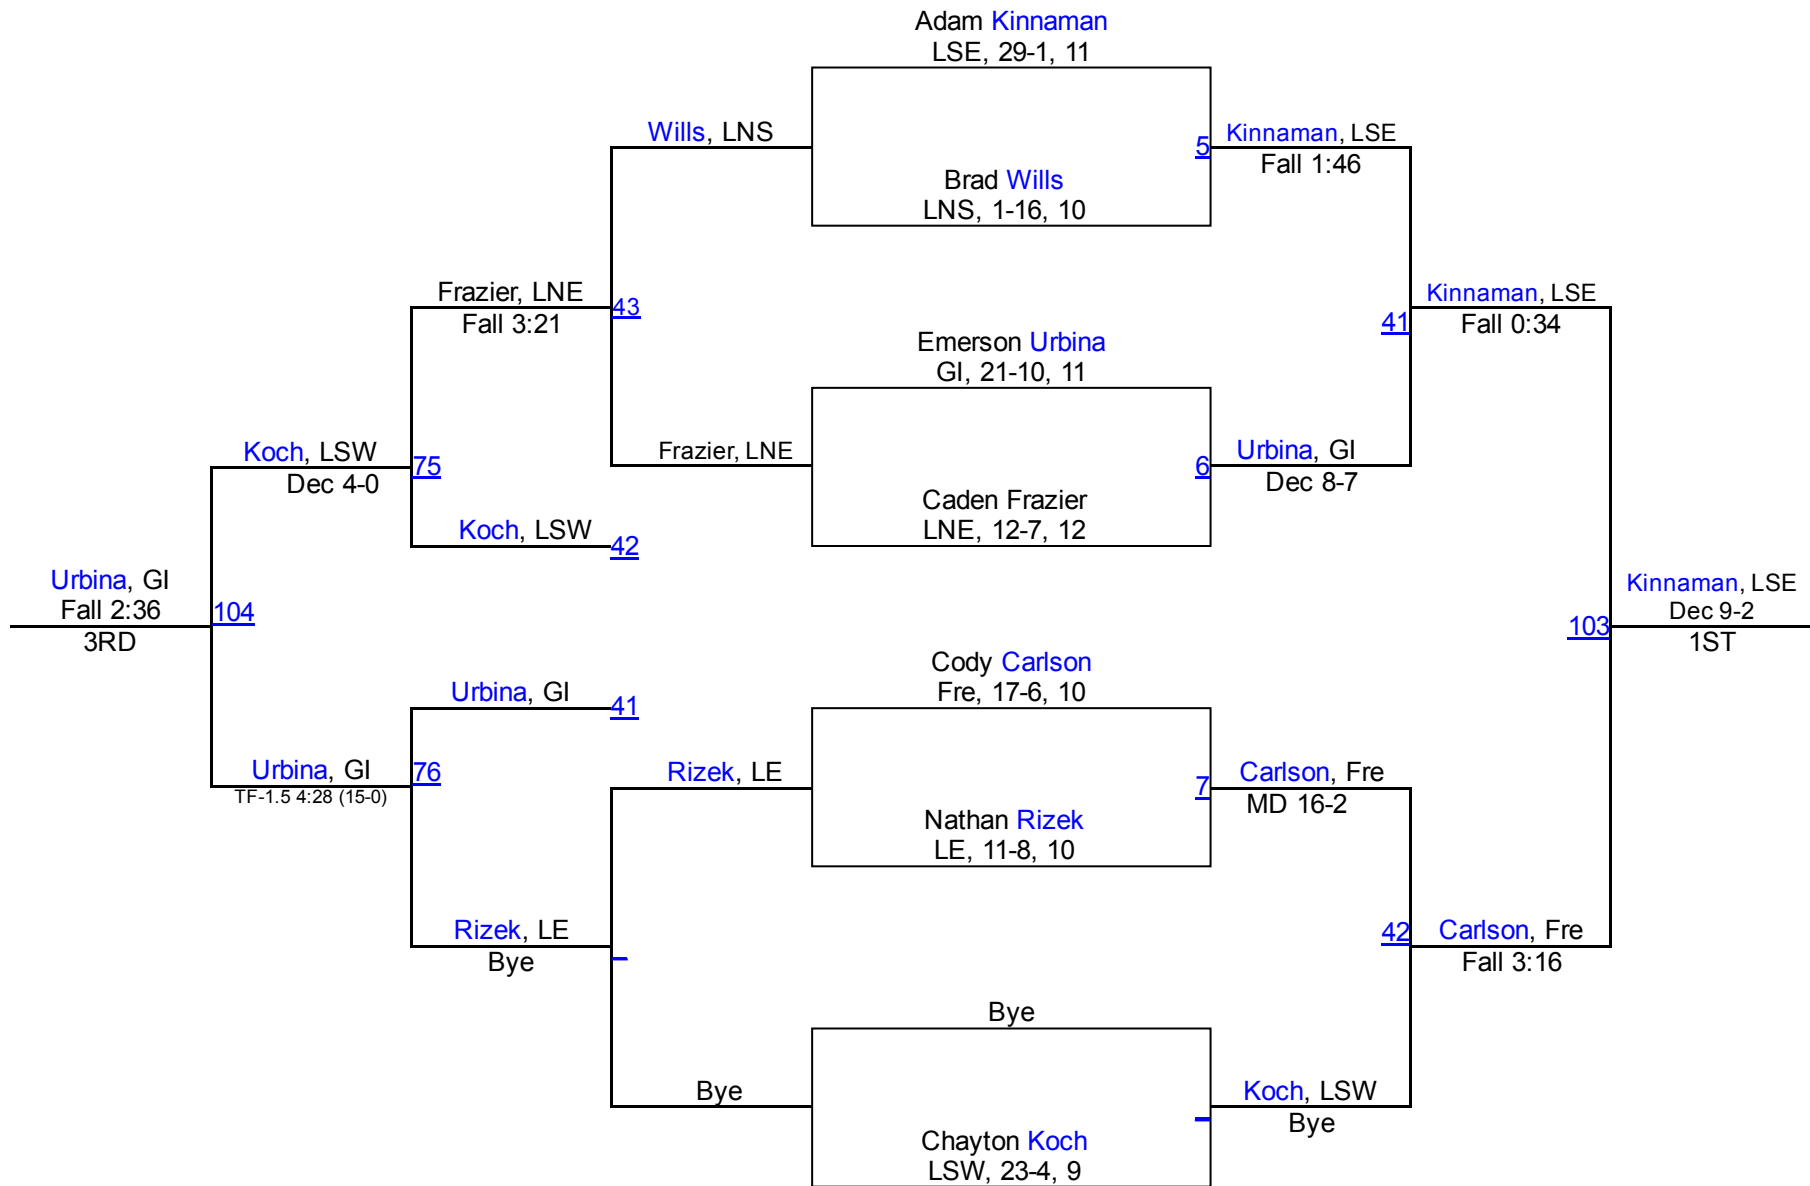 Adam Kinnaman
LSE, 29-1, 11
Wills, LNS
5
Kinnaman, LSE
Fall 1:46
Brad Wills
LNS, 1-16, 10
Frazier, LNE
Fall 3:21
43
Kinnaman, LSE
Fall 0:34
41
Emerson Urbina
GI, 21-10, 11
Koch, LSW
Dec 4-0
75
Frazier, LNE
6
Urbina, GI
Dec 8-7
Caden Frazier
LNE, 12-7, 12
Koch, LSW
42
Urbina, GI
Fall 2:36
3RD
104
103
Kinnaman, LSE
Dec 9-2
1ST
Cody Carlson
Fre, 17-6, 10
Urbina, GI
41
Urbina, GI
TF-1.5 4:28 (15-0)
76
Rizek, LE
7
Carlson, Fre
MD 16-2
Nathan Rizek
LE, 11-8, 10
Rizek, LE
Bye
42
Carlson, Fre
Fall 3:16
Bye
Bye
Koch, LSW
Bye
Chayton Koch
LSW, 23-4, 9